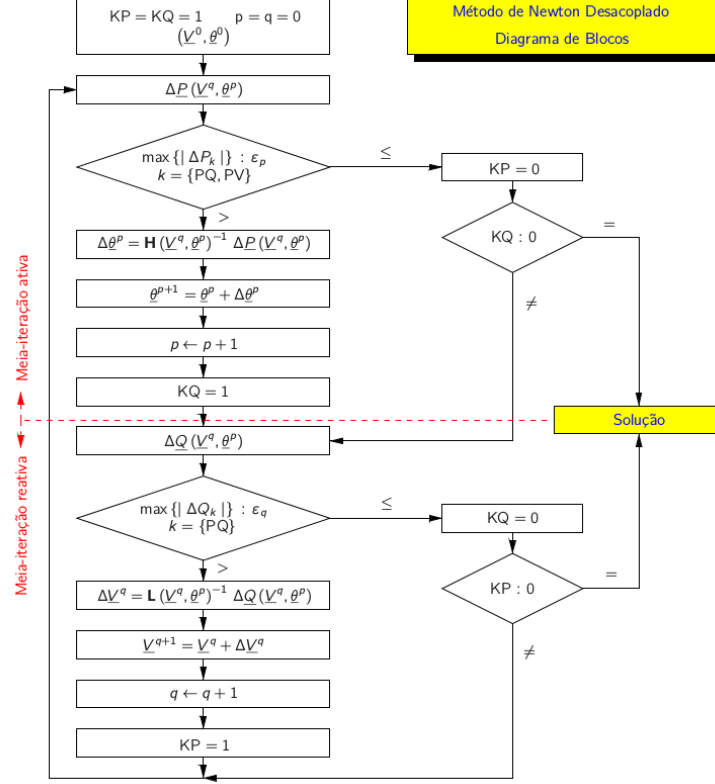 KP = KQ = 1 p = q = 0
(V⁰, θ⁰)
Método de Newton Desacoplado
Diagrama de Blocos
ΔP (V^q, θ^p)
max {| ΔP_k |} : ε_p
k = {PQ, PV}
≤
KP = 0
>
KQ : 0
=
≠
Δθ^p = H (V^q, θ^p)⁻¹ ΔP (V^q, θ^p)
θ^{p+1} = θ^p + Δθ^p
p ← p + 1
KQ = 1
Meia-iteração ativa
Solução
Meia-iteração reativa
ΔQ (V^q, θ^p)
max {| ΔQ_k |} : ε_q
k = {PQ}
≤
KQ = 0
>
KP : 0
=
≠
ΔV^q = L (V^q, θ^p)⁻¹ ΔQ (V^q, θ^p)
V^{q+1} = V^q + ΔV^q
q ← q + 1
KP = 1